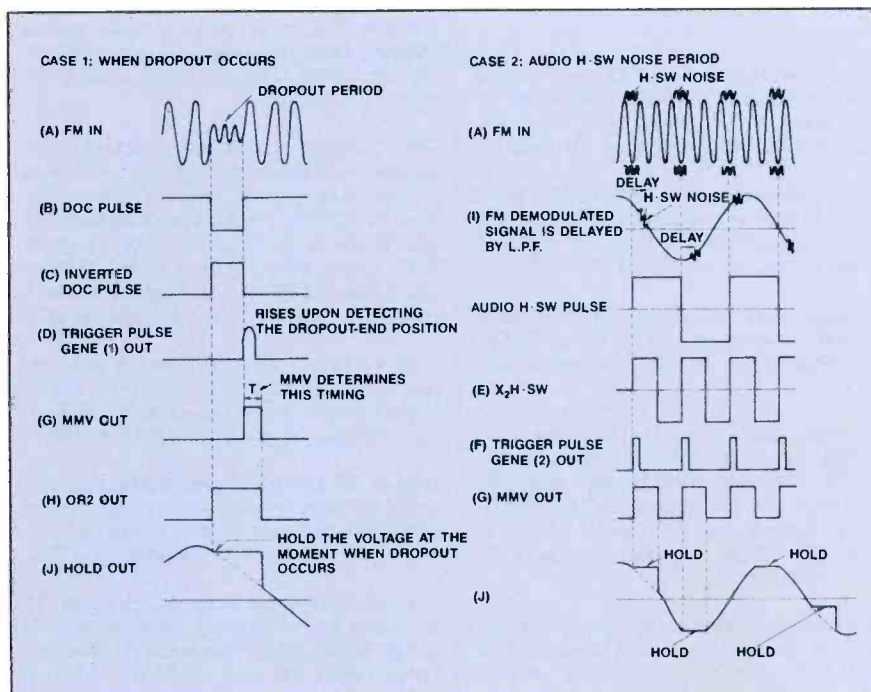 CASE 1: WHEN DROPOUT OCCURS
DROPOUT PERIOD
(A) FM IN
(B) DOC PULSE
(C) INVERTED
DOC PULSE
RISES UPON DETECTING
THE DROPOUT-END POSITION
(D) TRIGGER PULSE
GENE (1) OUT
T
MMV DETERMINES
THIS TIMING
(G) MMV OUT
(H) OR2 OUT
HOLD THE VOLTAGE AT THE
MOMENT WHEN DROPOUT
OCCURS
(J) HOLD OUT
CASE 2: AUDIO H·SW NOISE PERIOD
H·SW NOISE
(A) FM IN
DELAY
H·SW NOISE
(I) FM DEMODULATED
SIGNAL IS DELAYED
BY L.P.F.
DELAY
AUDIO H·SW PULSE
(E) X2H·SW
(F) TRIGGER PULSE
GENE (2) OUT
(G) MMV OUT
HOLD
HOLD
(J)
HOLD
HOLD